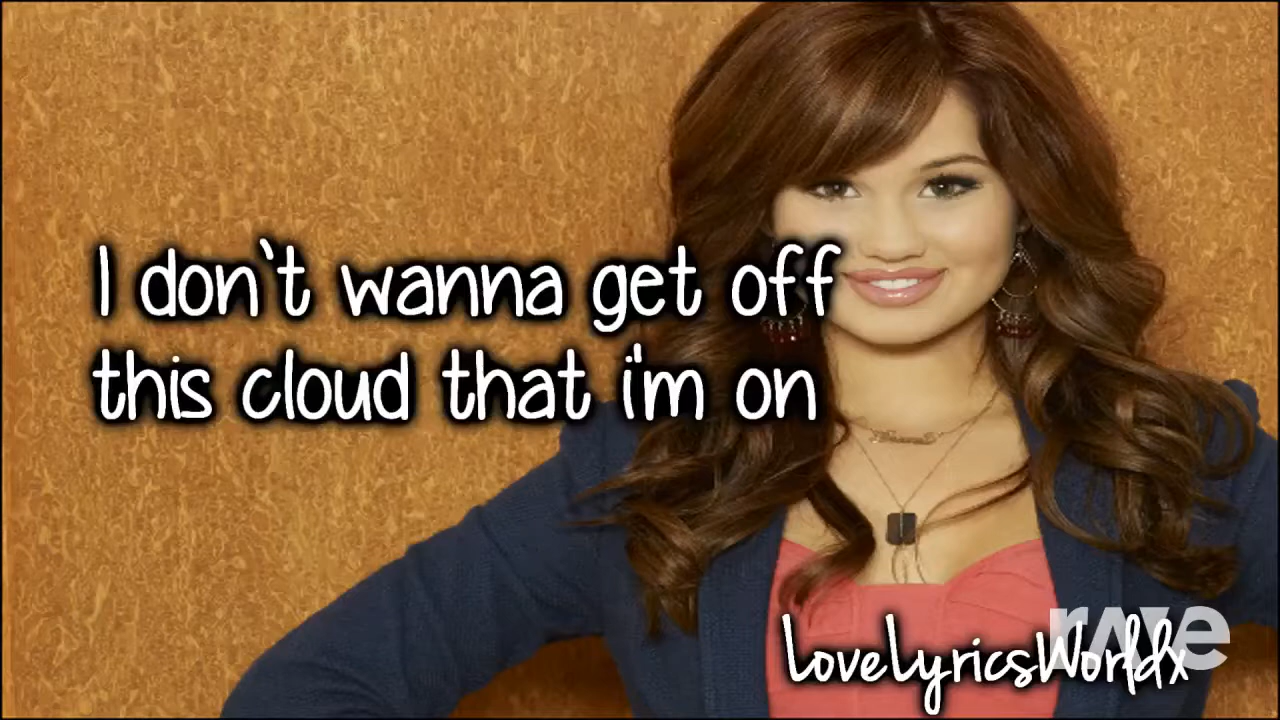 I don't wanna get off
this cloud that i'm on
rave
LoveLyricsWorldx